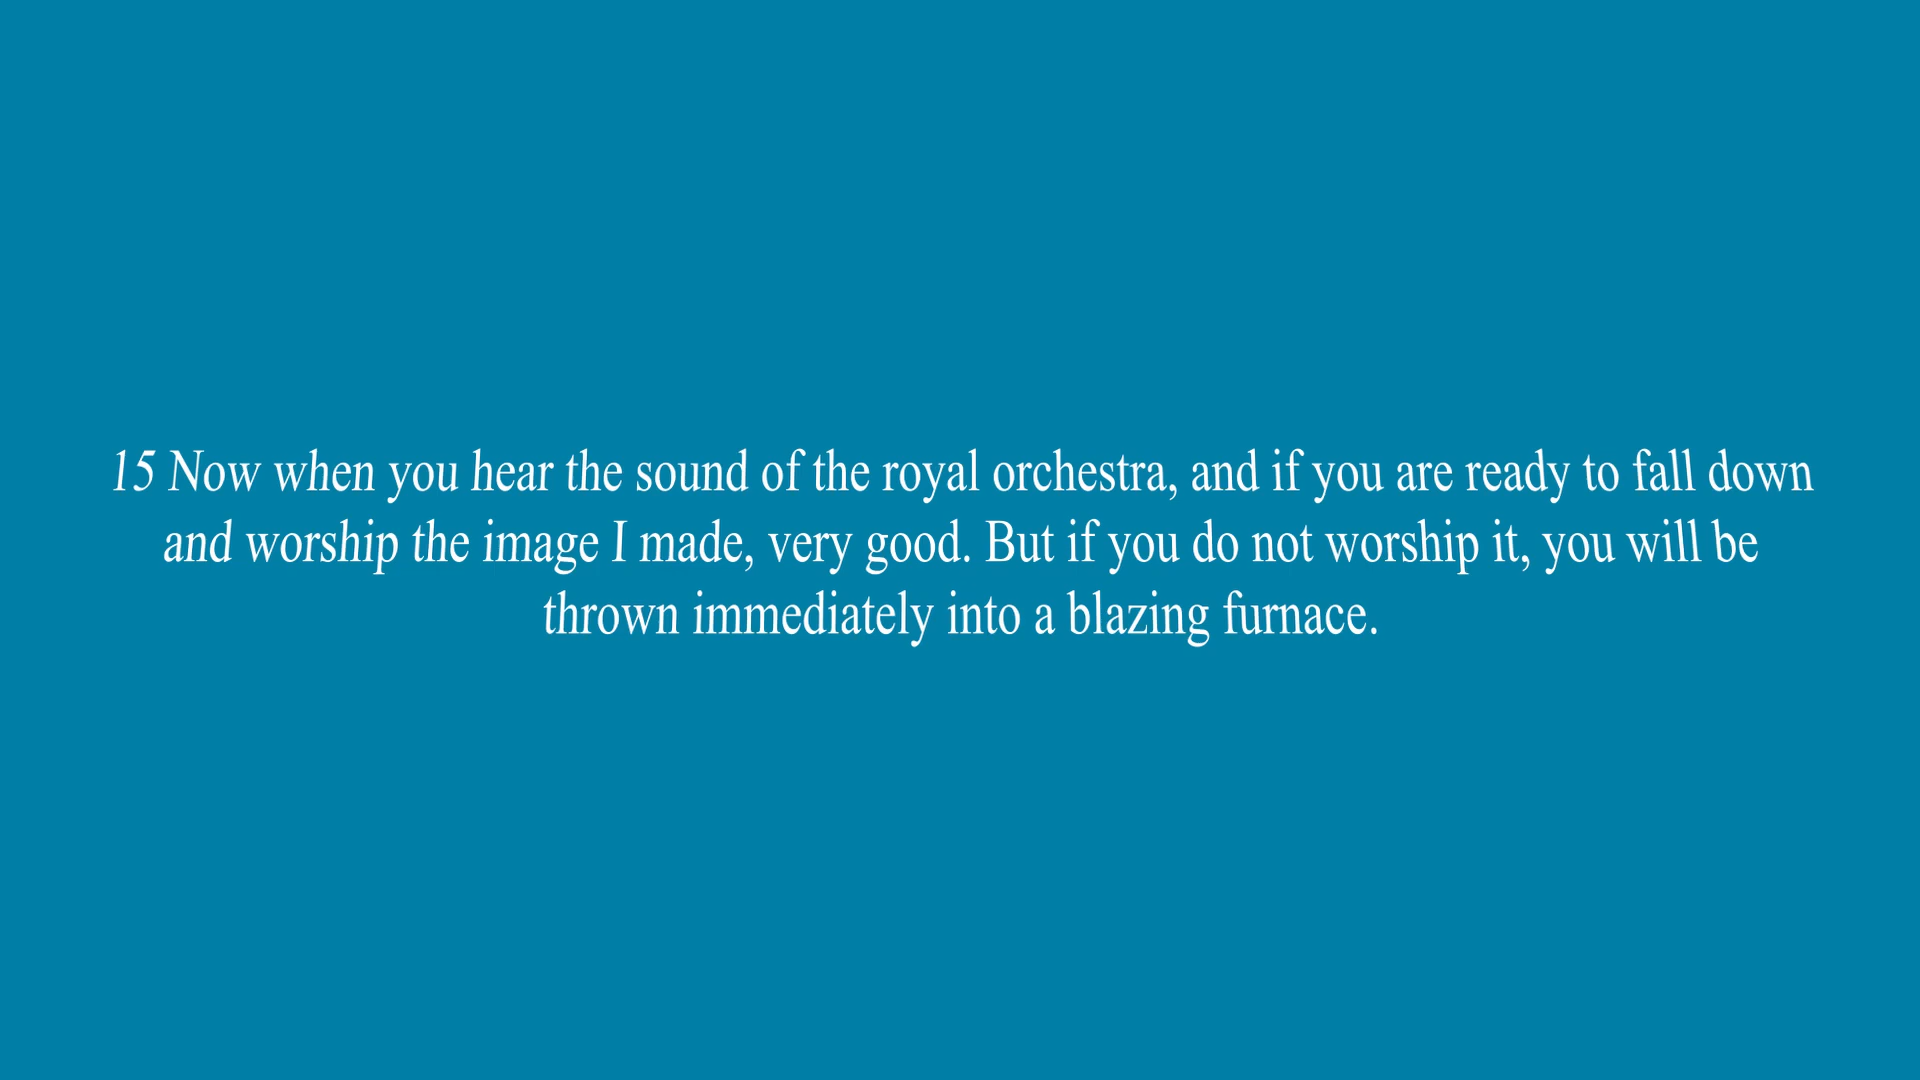 15 Now when you hear the sound of the royal orchestra, and if you are ready to fall down
and worship the image I made, very good. But if you do not worship it, you will be
thrown immediately into a blazing furnace.